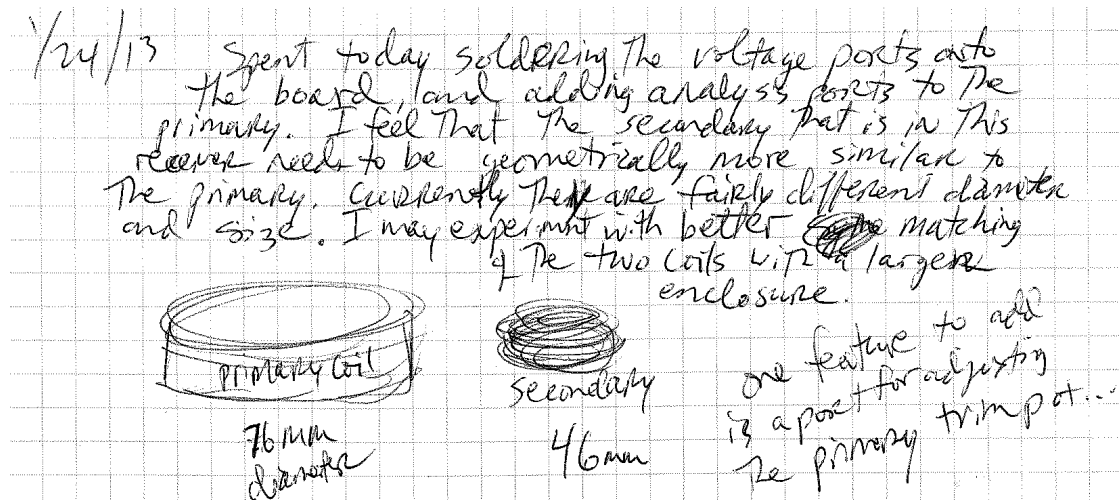 1/24/13 Spent today soldering the voltage ports onto
the board, and adding analysis ports to the
primary. I feel that the secondary that is in this
receiver needs to be geometrically more similar to
the primary. Currently they are fairly different diameter
and size. I may experiment with better matching
of the two coils with a larger
enclosure.
primary coil
76mm
diameter
secondary
46mm
one feature to add
is a port for adjusting
the primary trimpot...